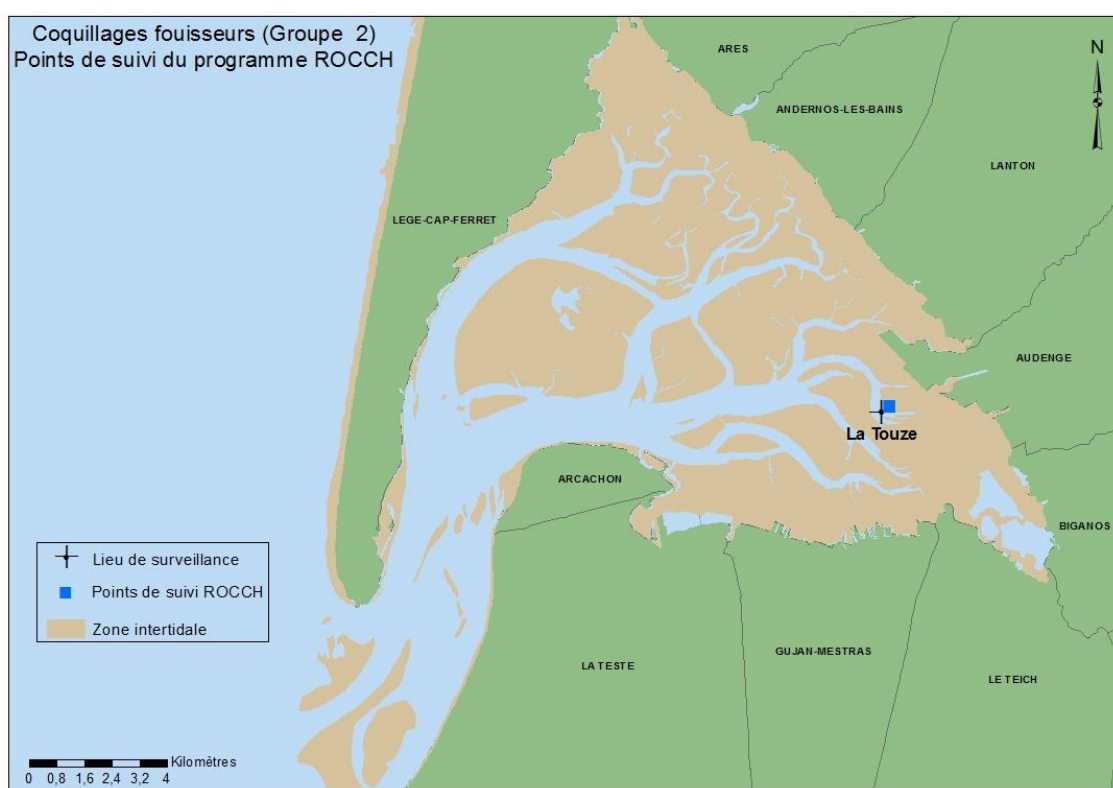 Coquillages fouisseurs (Groupe 2)
Points de suivi du programme ROCCH
N
ARES
ANDERNOS-LES-BAINS
LANTON
LEGE-CAP-FERRET
AUDENGE
La Touze
ARCACHON
BIGANOS
Lieu de surveillance
Points de suivi ROCCH
Zone intertidale
GUJAN-MESTRAS
LA TESTE
LE TEICH
Kilomètres
0 0,8 1,6 2,4 3,2 4